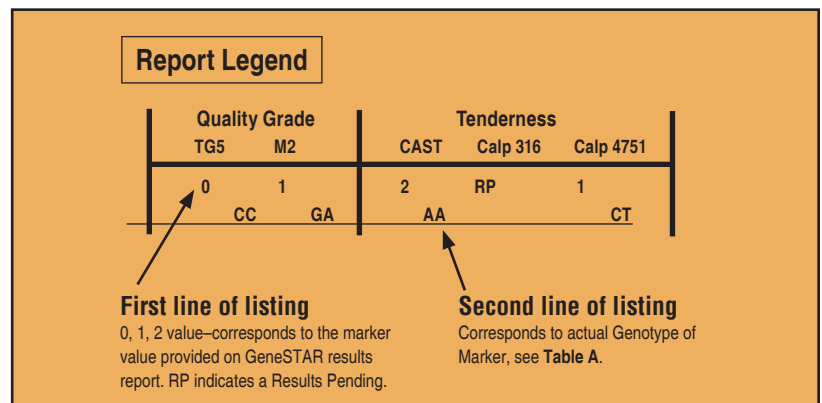 Report Legend
Quality Grade Tenderness
TG5 M2 CAST Calp 316 Calp 4751
0 1 2 RP 1
CC GA AA CT
First line of listing
0, 1, 2 value–corresponds to the marker
value provided on GeneSTAR results
report. RP indicates a Results Pending.
Second line of listing
Corresponds to actual Genotype of
Marker, see Table A.